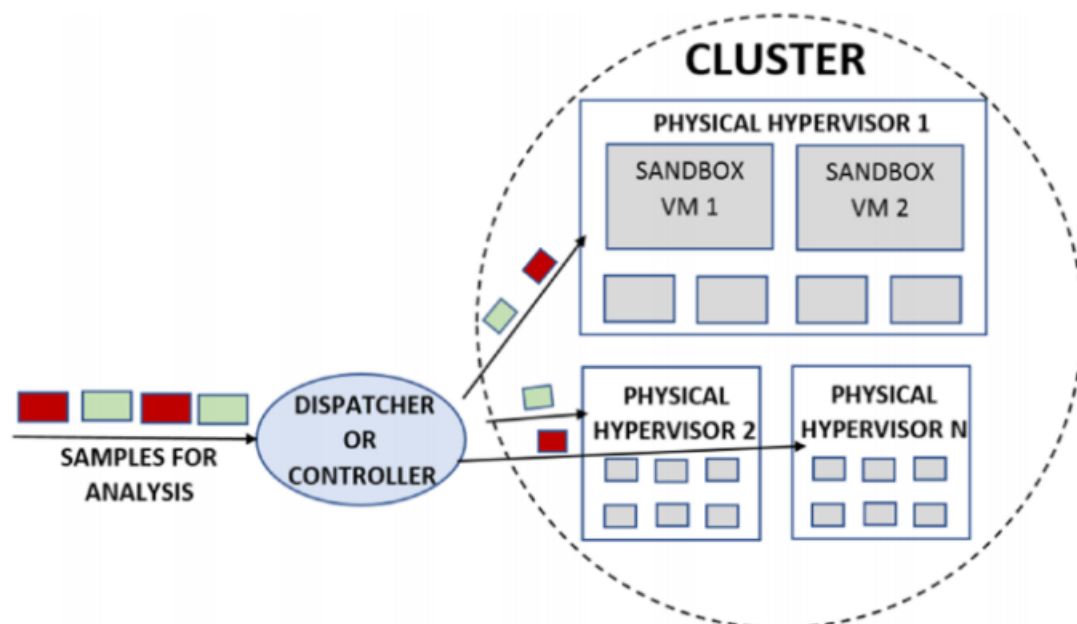 CLUSTER
PHYSICAL HYPERVISOR 1
SANDBOX
VM 1
SANDBOX
VM 2
SAMPLES FOR
ANALYSIS
DISPATCHER
OR
CONTROLLER
PHYSICAL
HYPERVISOR 2
PHYSICAL
HYPERVISOR N